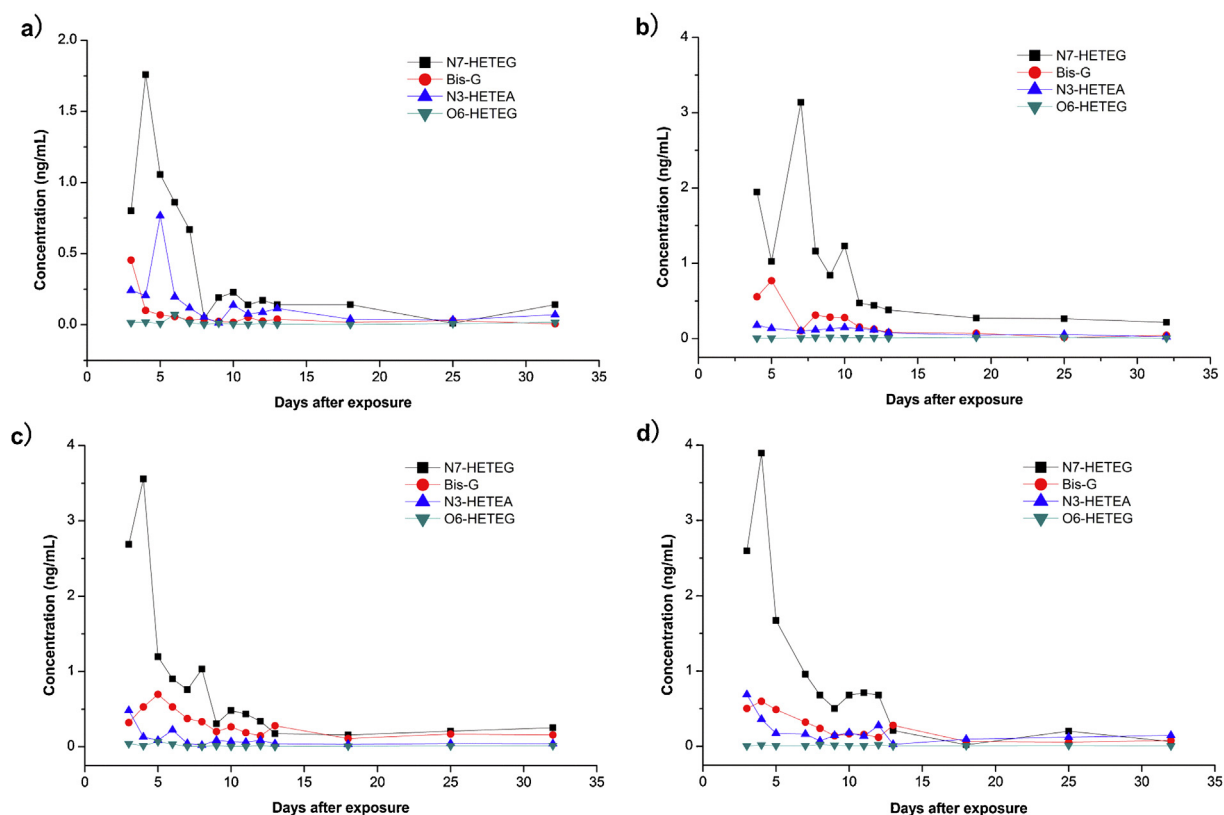 a)
2.0
1.5
1.0
0.5
0.0
Concentration (ng/mL)
N7-HETEG
Bis-G
N3-HETEA
O6-HETEG
0 5 10 15 20 25 30 35
Days after exposure
b)
4
3
2
1
0
Concentration (ng/mL)
N7-HETEG
Bis-G
N3-HETEA
O6-HETEG
0 5 10 15 20 25 30 35
Days after exposure
c)
4
3
2
1
0
Concentration (ng/mL)
N7-HETEG
Bis-G
N3-HETEA
O6-HETEG
0 5 10 15 20 25 30 35
Days after exposure
d)
4
3
2
1
0
Concentration (ng/mL)
N7-HETEG
Bis-G
N3-HETEA
O6-HETEG
0 5 10 15 20 25 30 35
Days after exposure